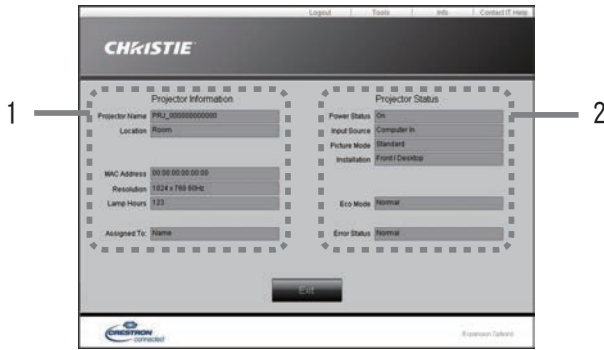 Logout Tools Info Contact IT Help
CHRISTIE
1
2
Projector Information
Projector Name PRJ_000000000000
Location Room
MAC Address 00:00:00:00:00:00
Resolution 1024 x 768 60Hz
Lamp Hours 123
Assigned To: Name
Projector Status
Power Status On
Input Source Computer In
Picture Mode Standard
Installation Front / Desktop
Eco Mode Normal
Error Status Normal
Exit
CRESTRON
connected
Expansion Options